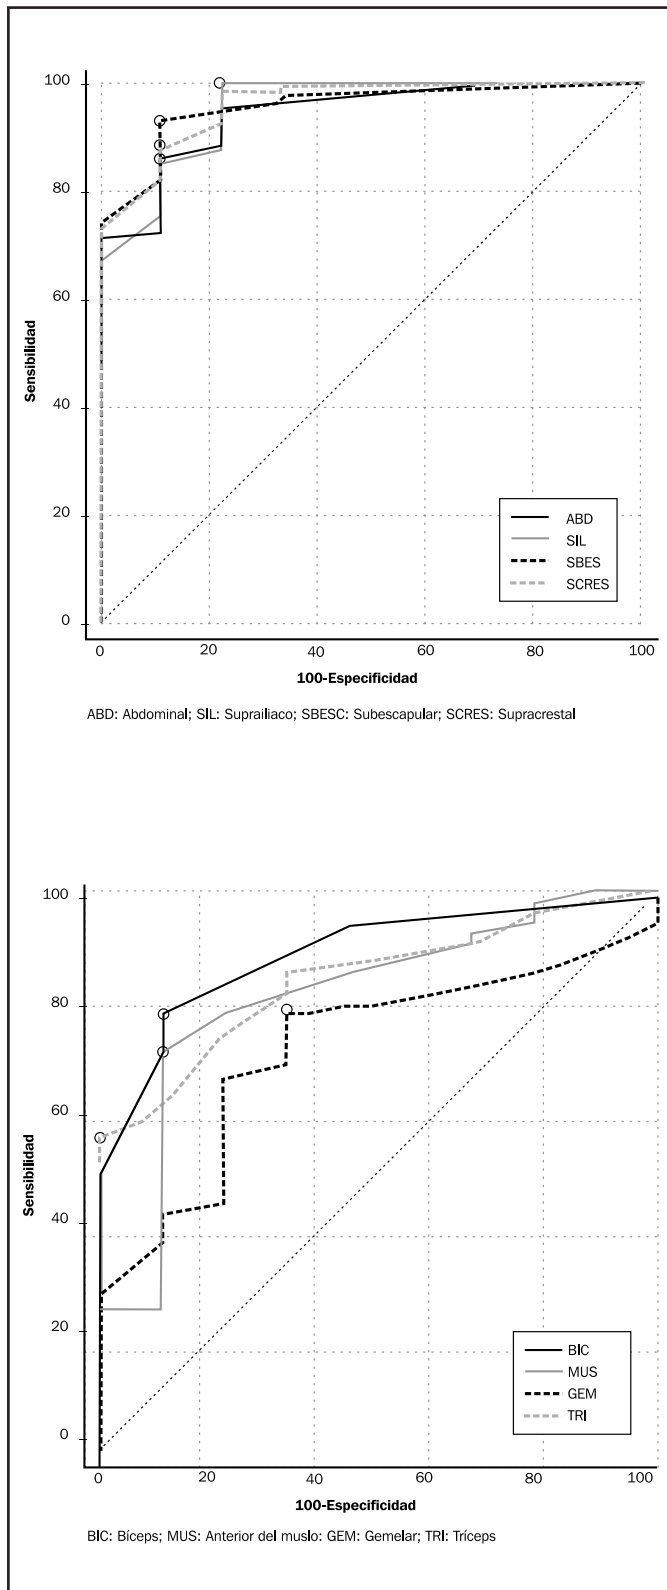 100
80
60
40
20
0
Sensibilidad
ABD
SIL
SBES
SCRES
0 20 40 60 80 100
100-Especificidad
ABD: Abdominal; SIL: Suprailiaco; SBESC: Subescapular; SCRES: Supracrestal
100
80
60
40
20
0
Sensibilidad
BIC
MUS
GEM
TRI
0 20 40 60 80 100
100-Especificidad
BIC: Bíceps; MUS: Anterior del muslo: GEM: Gemelar; TRI: Tríceps